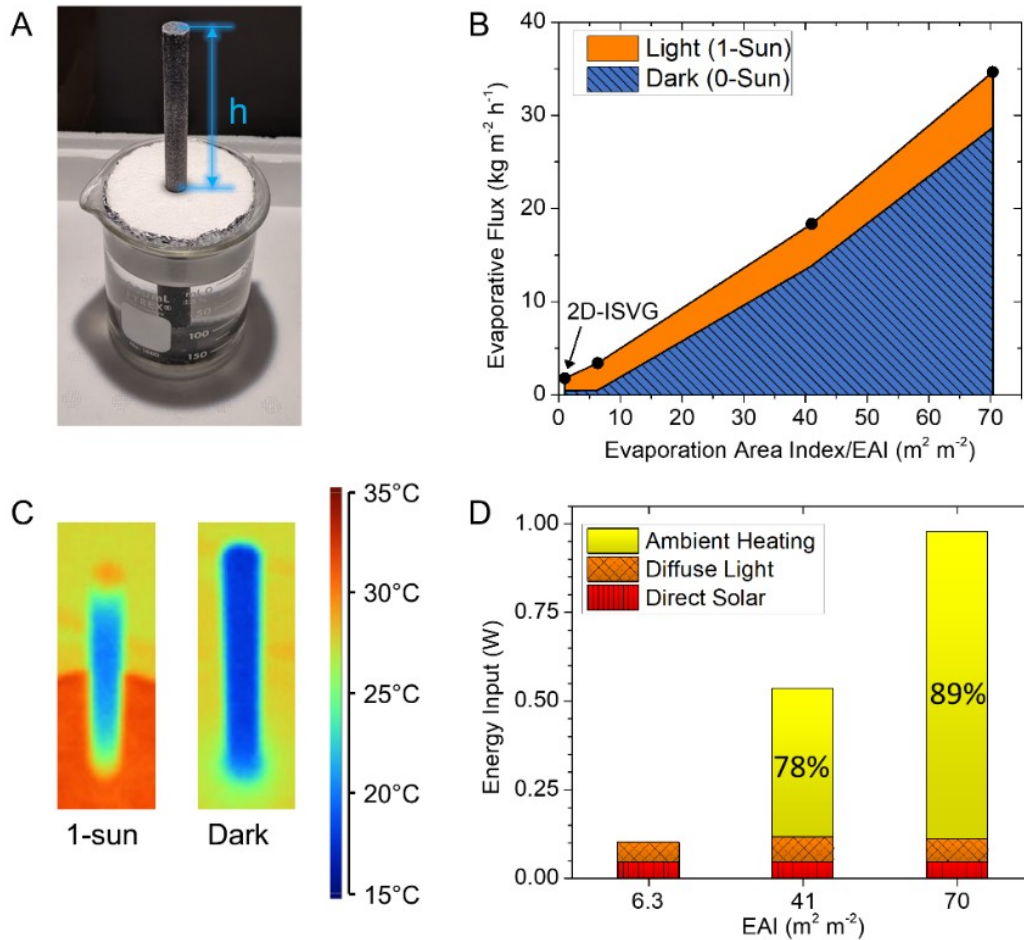 A
h
mL
100
150
B
Light (1-Sun)
Dark (0-Sun)
Evaporative Flux (kg m⁻² h⁻¹)
40
30
20
10
0
2D-ISVG
0 10 20 30 40 50 60 70
Evaporation Area Index/EAI (m² m⁻²)
C
35°C
30°C
25°C
20°C
15°C
1-sun
Dark
D
Ambient Heating
Diffuse Light
Direct Solar
Energy Input (W)
1.00
0.75
0.50
0.25
0.00
78%
89%
6.3 41 70
EAI (m² m⁻²)